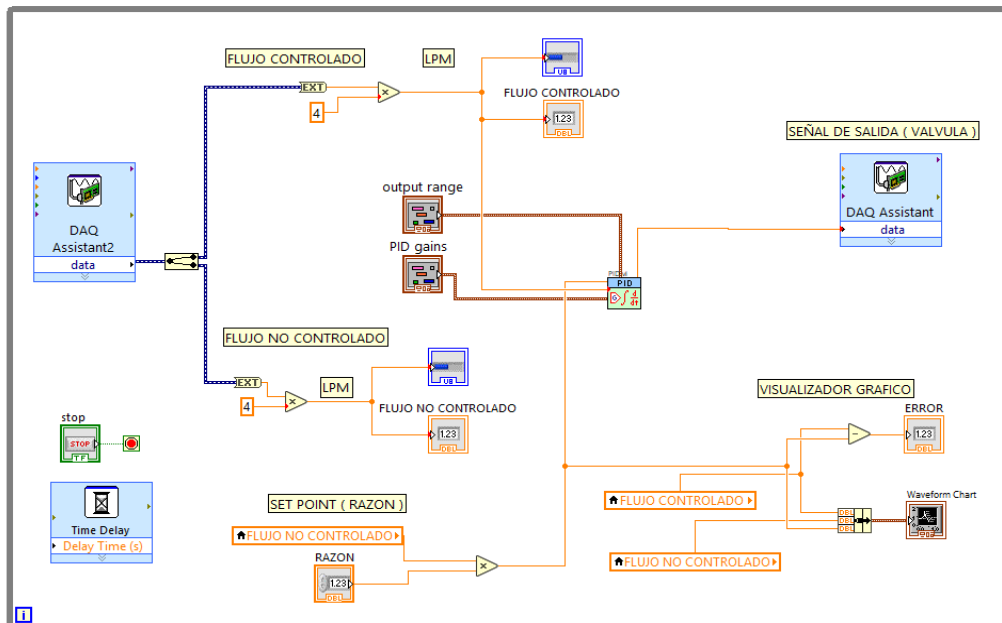 FLUJO CONTROLADO
LPM
EXT
4
FLUJO CONTROLADO
1.23
DBL
SEÑAL DE SALIDA ( VALVULA )
DAQ
Assistant2
data
output range
PID gains
DAQ Assistant
data
PID
FLUJO NO CONTROLADO
EXT
LPM
4
FLUJO NO CONTROLADO
1.23
DBL
VISUALIZADOR GRAFICO
ERROR
1.23
DBL
stop
STOP
TF
Time Delay
Delay Time (s)
SET POINT ( RAZON )
FLUJO NO CONTROLADO
RAZON
1.23
DBL
FLUJO CONTROLADO
FLUJO NO CONTROLADO
Waveform Chart
DBL
DBL
DBL
i